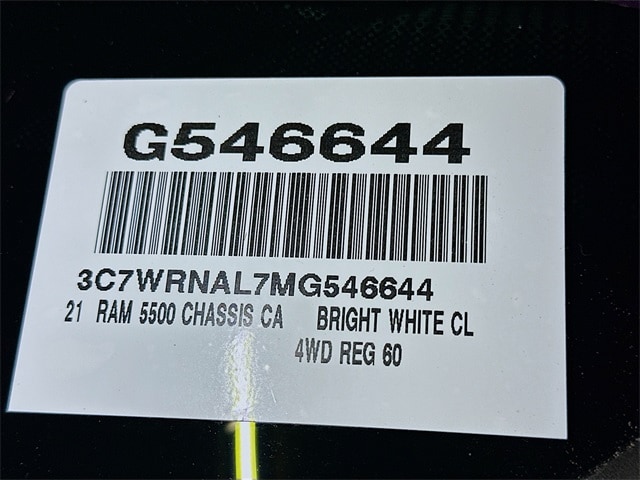 G546644
3C7WRNAL7MG546644
21 RAM 5500 CHASSIS CA BRIGHT WHITE CL
4WD REG 60